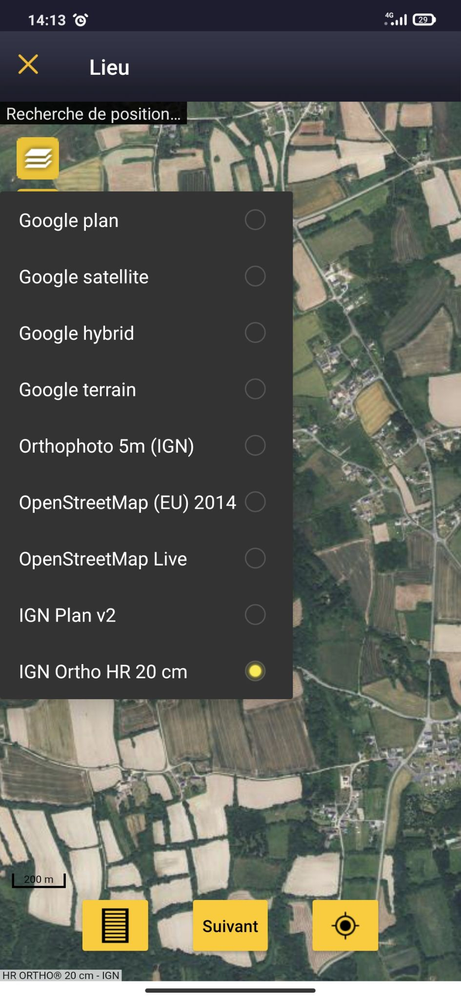 14:13
4G
29
Lieu
Recherche de position...
Google plan
Google satellite
Google hybrid
Google terrain
Orthophoto 5m (IGN)
OpenStreetMap (EU) 2014
OpenStreetMap Live
IGN Plan v2
IGN Ortho HR 20 cm
200 m
Suivant
HR ORTHO® 20 cm - IGN